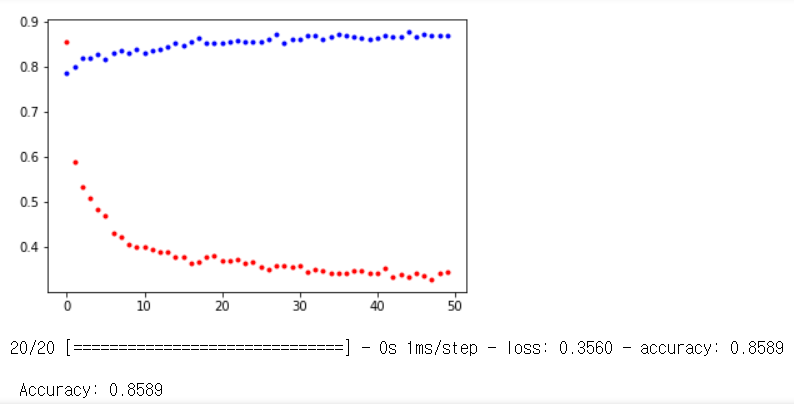 0.9
0.8
0.7
0.6
0.5
0.4
0 10 20 30 40 50
20/20 [==============================] - 0s 1ms/step - loss: 0.3560 - accuracy: 0.8589
Accuracy: 0.8589